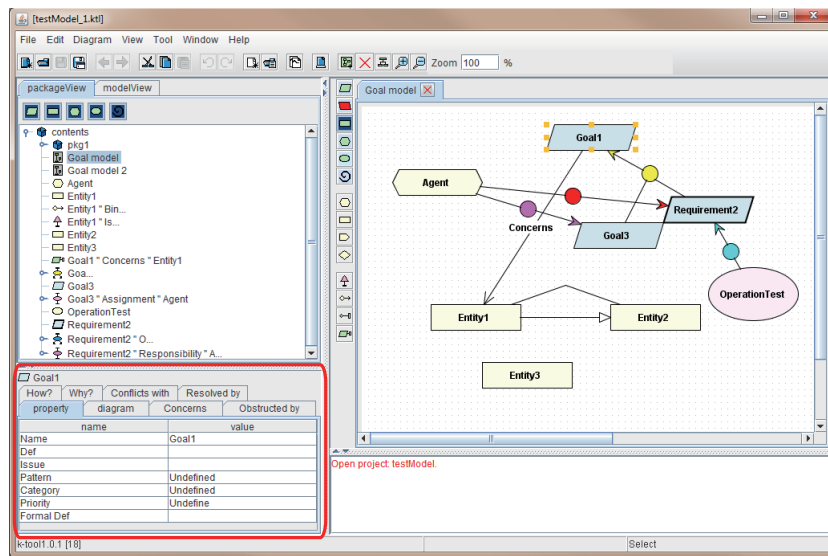 [testModel_1.ktl]
File Edit Diagram View Tool Window Help
Zoom 100 %
packageView modelView
contents
pkg1
Goal model
Goal model 2
Agent
Entity1
Entity1 " Bin...
Entity1 " Is...
Entity2
Entity3
Goal1 " Concerns " Entity1
Goa...
Goal3
Goal3 " Assignment " Agent
OperationTest
Requirement2
Requirement2 " O...
Requirement2 " Responsibility " A...
Goal1
How? Why? Conflicts with Resolved by
property diagram Concerns Obstructed by
name value
Name Goal1
Def
Issue
Pattern Undefined
Category Undefined
Priority Undefine
Formal Def
Goal model
Goal1
Agent
Requirement2
Concerns
Goal3
OperationTest
Entity1
Entity2
Entity3
Open project: testModel.
k-tool1.0.1 [18] Select